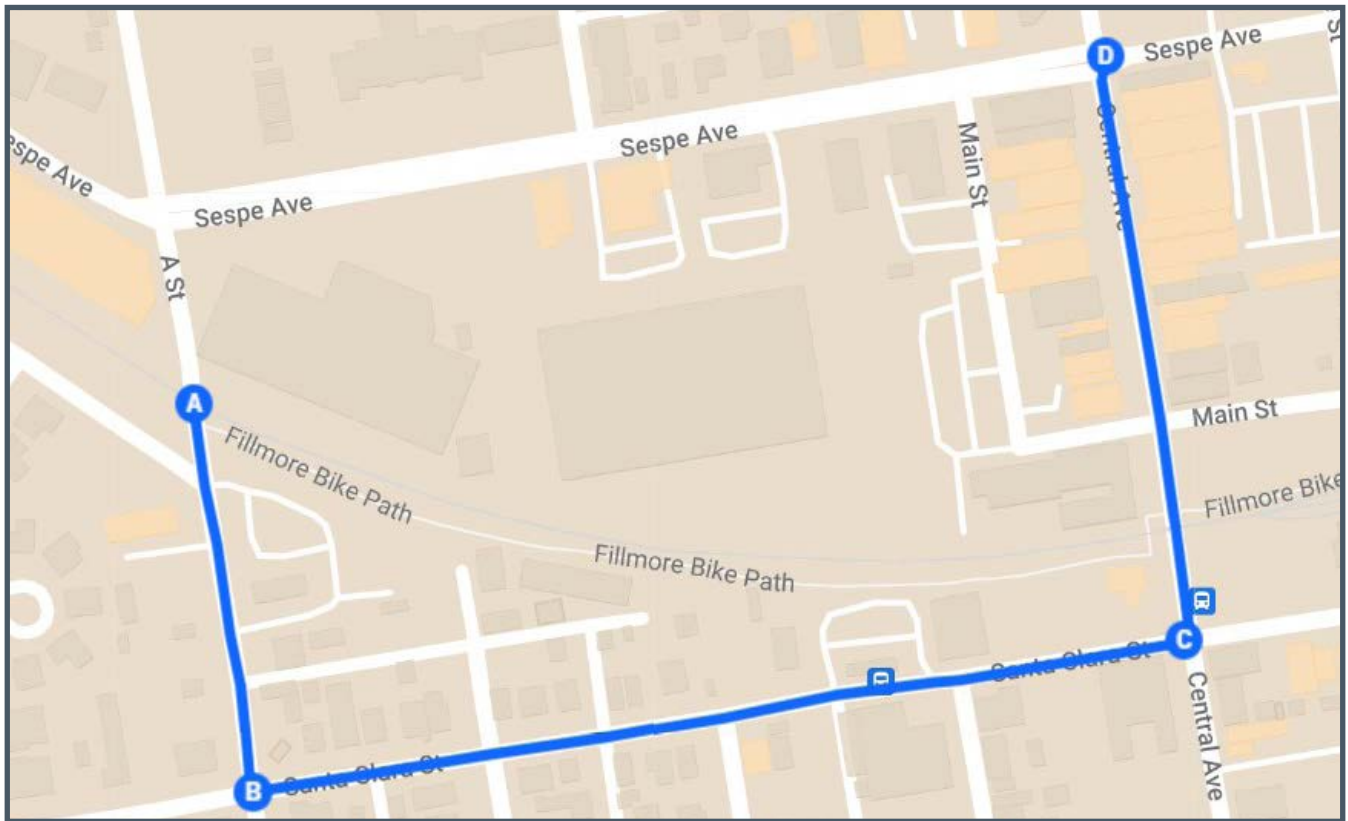 D
Sespe Ave
Sespe Ave
Main St
Central Ave
espe Ave
Sespe Ave
A St
A
Main St
Fillmore Bike Path
Fillmore Bike
Fillmore Bike Path
C
Santa Clara St
Central Ave
B
Santa Clara St